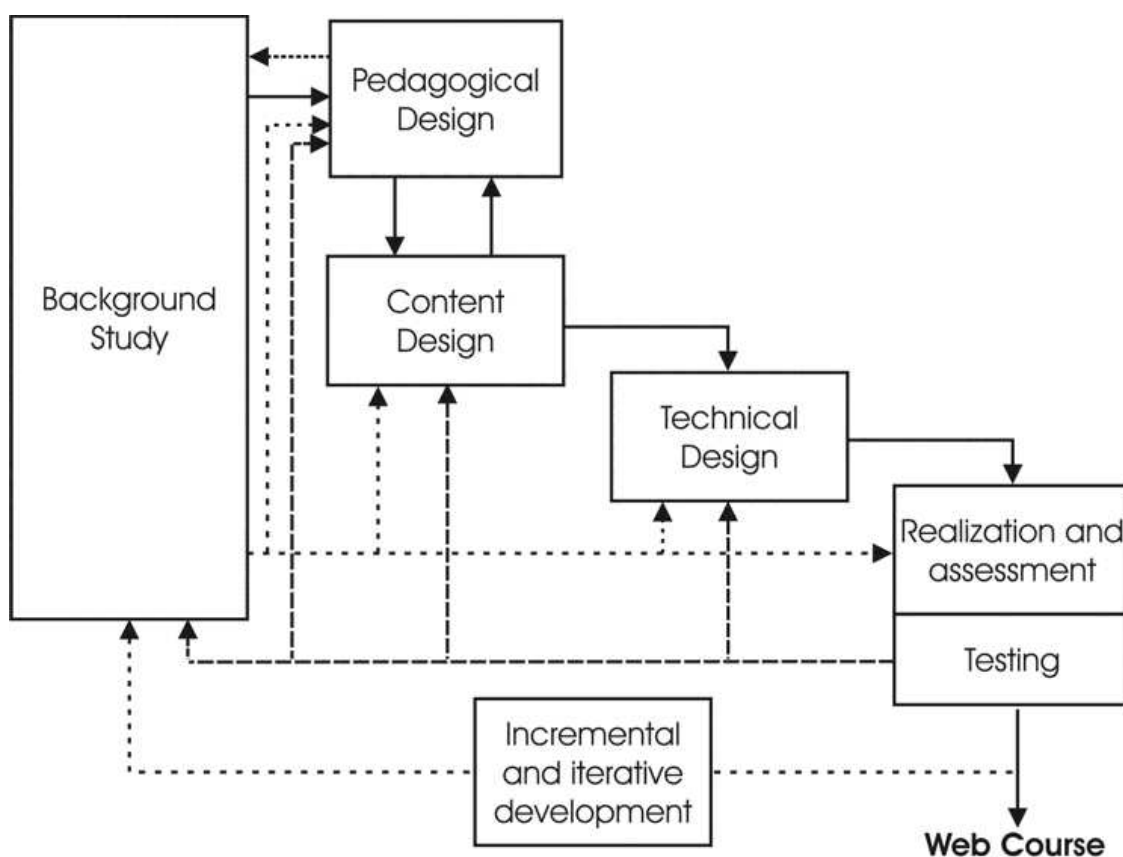 Pedagogical
Design
Background
Study
Content
Design
Technical
Design
Realization and
assessment
Testing
Incremental
and iterative
development
Web Course